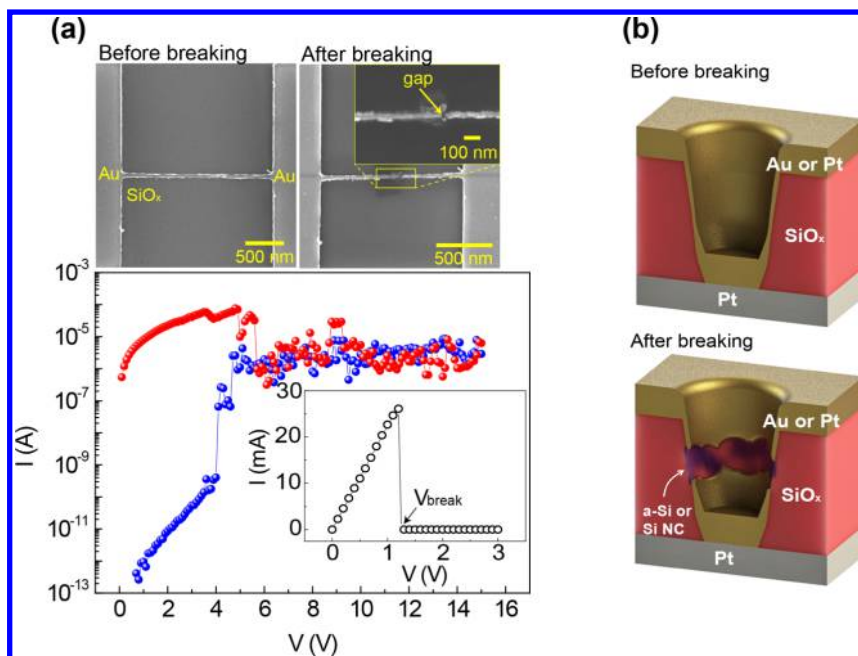 (a)
Before breaking
After breaking
gap
100 nm
Au
Au
SiOₓ
500 nm
500 nm
10⁻³
10⁻⁵
10⁻⁷
10⁻⁹
10⁻¹¹
10⁻¹³
I (A)
0 2 4 6 8 10 12 14 16
V (V)
30
20
10
0
I (mA)
Vbreak
0 1 2 3
V (V)
(b)
Before breaking
Au or Pt
SiOₓ
Pt
After breaking
Au or Pt
SiOₓ
a-Si or
Si NC
Pt